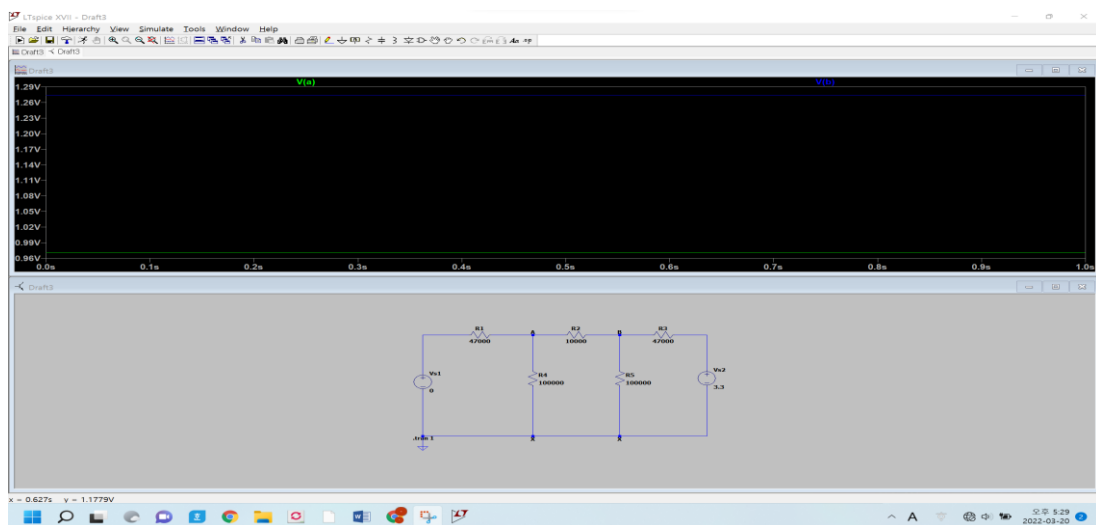 LTspice XVII - Draft3
File Edit Hierarchy View Simulate Tools Window Help
Draft3 Draft3
Draft3
V(a) V(b)
1.29V
1.26V
1.23V
1.20V
1.17V
1.14V
1.11V
1.08V
1.05V
1.02V
0.99V
0.96V
0.0s 0.1s 0.2s 0.3s 0.4s 0.5s 0.6s 0.7s 0.8s 0.9s 1.0s
Draft3
R1 A R2 B R3
47000 10000 47000
Vs1 R4 R5 Vs2
0 100000 100000 3.3
x = 0.627s y = 1.1779V
A 오후 5:29
2022-03-20 2